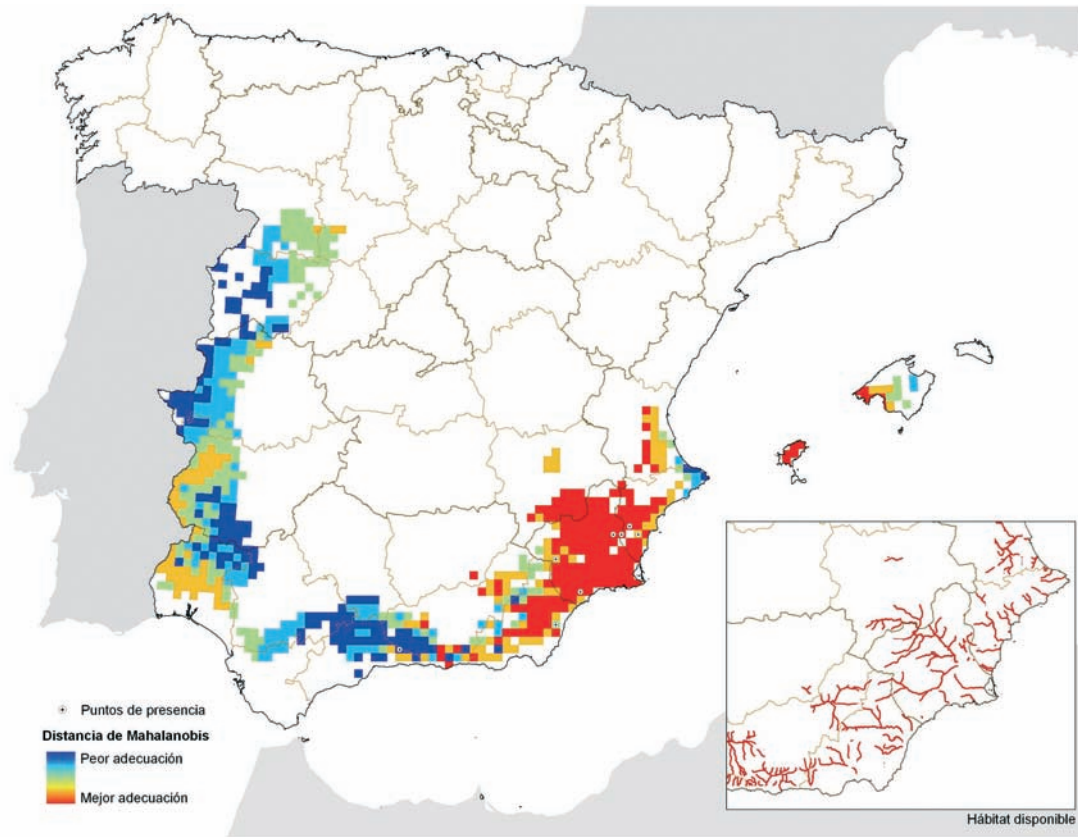 Puntos de presencia
Distancia de Mahalanobis
Peor adecuación
Mejor adecuación
Hábitat disponible